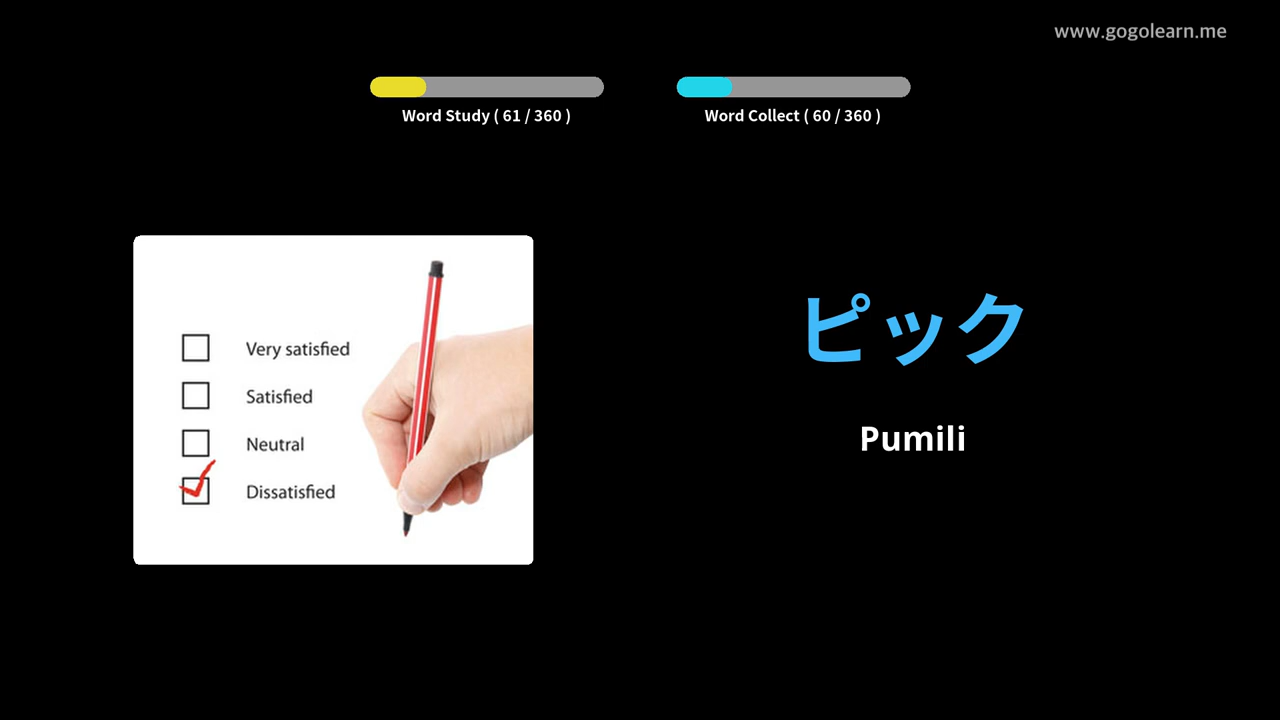 www.gogolearn.me
Word Study ( 61 / 360 )
Word Collect ( 60 / 360 )
Very satisfied
Satisfied
Neutral
Dissatisfied
ピック
Pumili